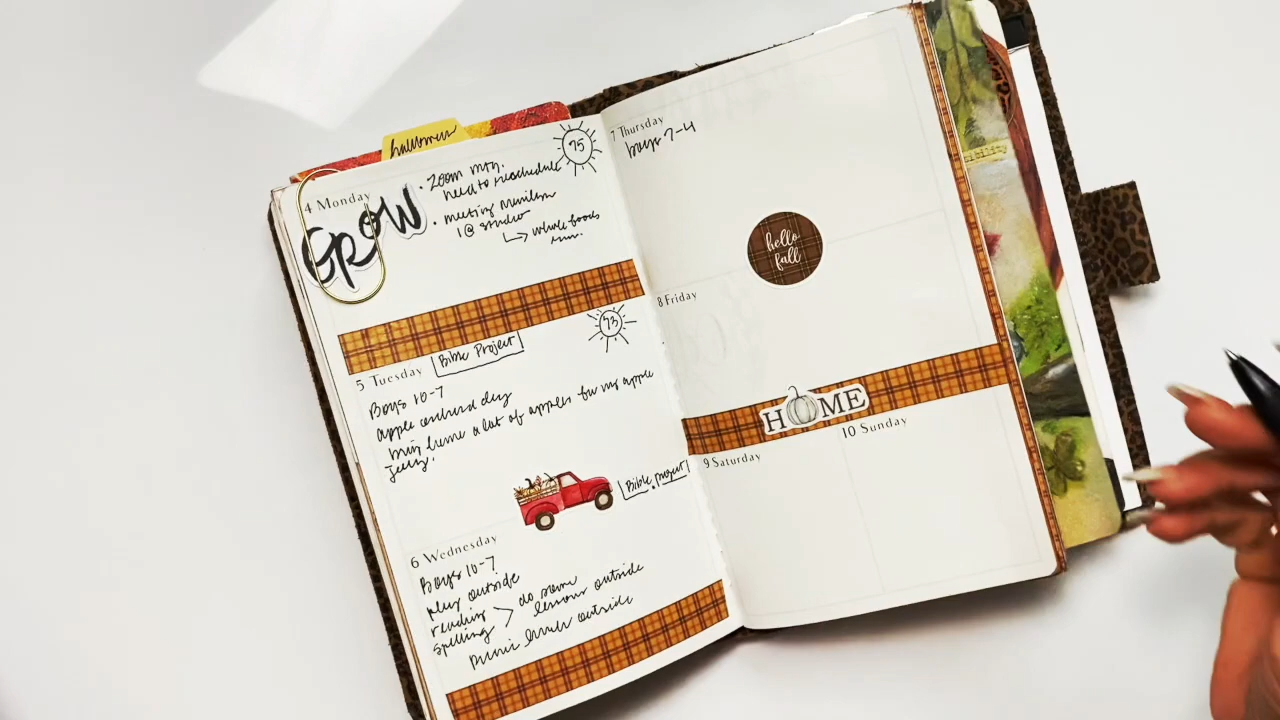 halloween
4 Monday
GROW
75
• Zoom mtg.
need to reschedule
• meeting
1@ studio
↳ whole foods
run.
5 Tuesday
Bible Project
73
Boys 10-7
Apple orchard day
Miss home a lot of apples for my apple
jelly.
Bible project
6 Wednesday
Boys 10-7
play outside
reading > do some
spelling lessons outside
picnic lunch outside
7 Thursday
boys 7-4
hello
fall
8 Friday
HOME
9 Saturday
10 Sunday
sibility